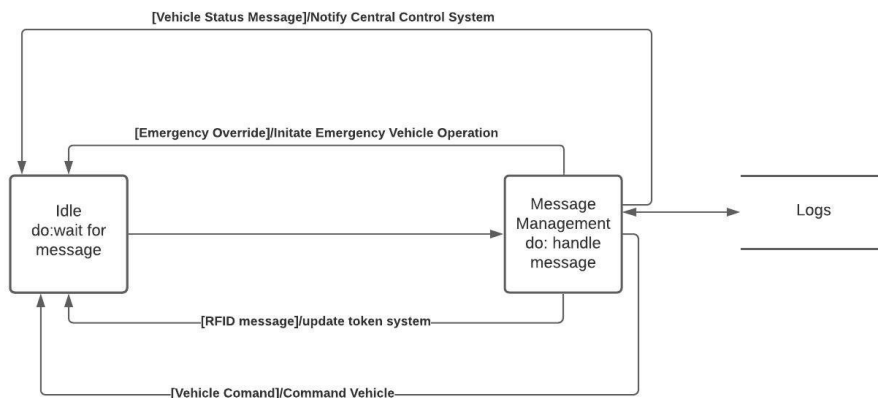 [Vehicle Status Message]/Notify Central Control System
[Emergency Override]/Initate Emergency Vehicle Operation
Idle
do:wait for
message
Message
Management
do: handle
message
Logs
[RFID message]/update token system
[Vehicle Comand]/Command Vehicle